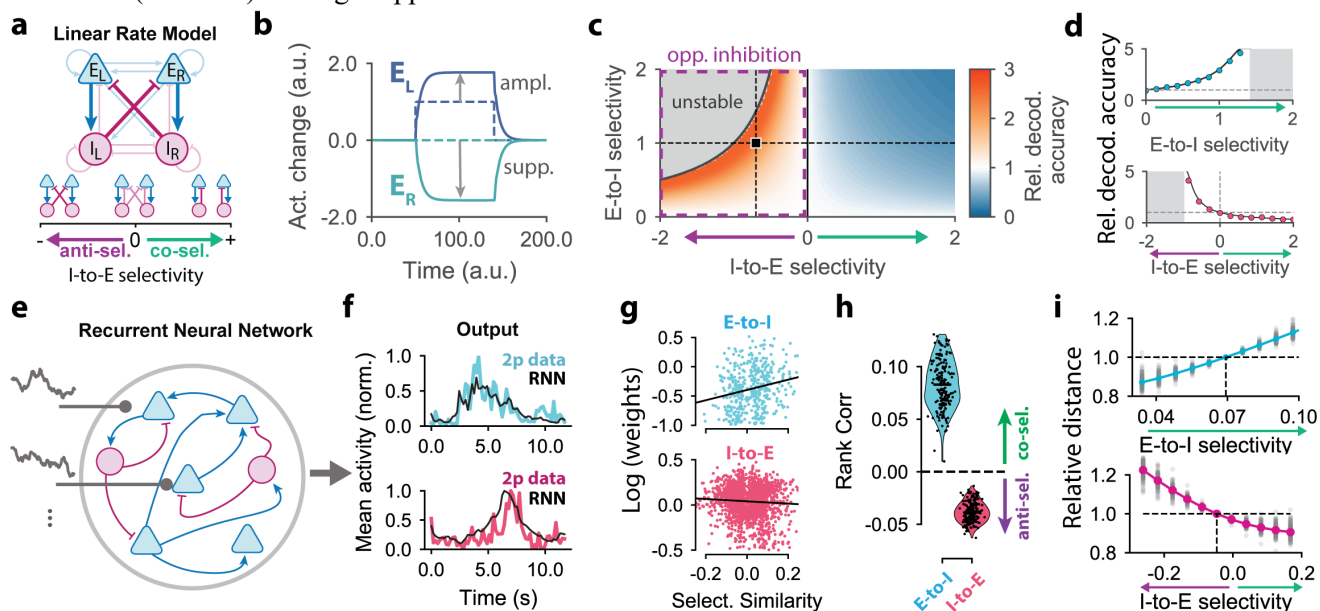 a
Linear Rate Model
E_L
E_R
I_L
I_R
-
0
+
anti-sel.
co-sel.
I-to-E selectivity
b
Act. change (a.u.)
2.0
0.0
-2.0
E_L
ampl.
E_R
supp.
0.0
100.0
200.0
Time (a.u.)
c
opp. inhibition
unstable
E-to-I selectivity
2
1
0
-2
0
2
I-to-E selectivity
3
2
1
0
Rel. decod.
accuracy
d
Rel. decod. accuracy
5
0
0
1
2
E-to-I selectivity
5
0
-2
-1
0
1
2
I-to-E selectivity
e
Recurrent Neural Network
...
f
Output
Mean activity (norm.)
1.0
0.5
0.0
2p data
RNN
0.0
5.0
10.0
1.0
0.5
0.0
2p data
RNN
0.0
5.0
10.0
Time (s)
g
Log (weights)
E-to-I
0.5
0.0
-0.5
-1.0
I-to-E
0.5
0.0
-0.5
-0.2
0.0
0.2
Select. Similarity
h
Rank Corr
0.10
0.05
0.00
-0.05
co-sel.
anti-sel.
E-to-I
I-to-E
i
Relative distance
1.2
1.0
0.8
0.04
0.07
0.10
E-to-I selectivity
1.2
1.0
0.8
-0.2
0.0
0.2
I-to-E selectivity